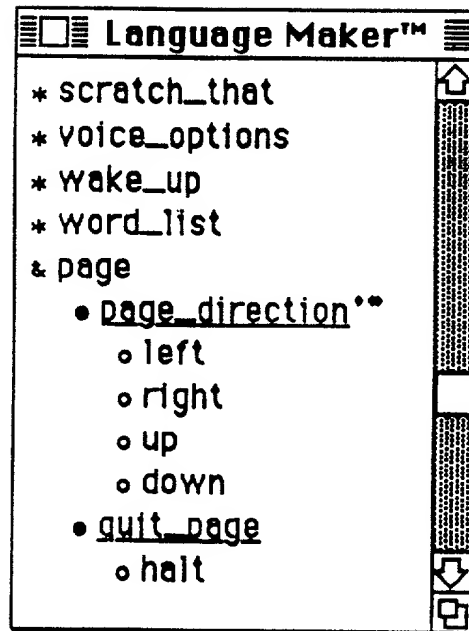 Language Maker™
* scratch_that
* voice_options
* wake_up
* word_list
& page
• page_direction'*
◦ left
◦ right
◦ up
◦ down
• quit_page
◦ halt